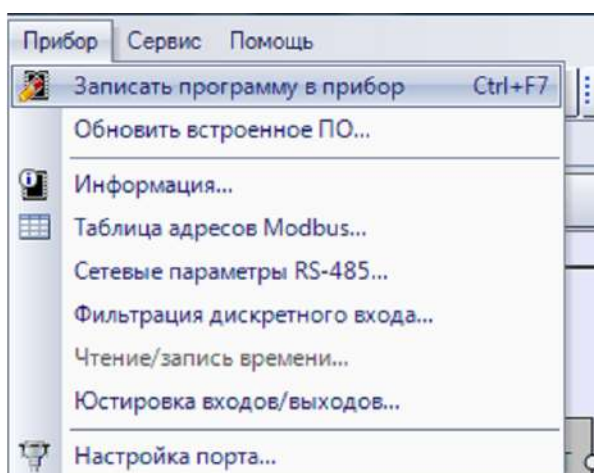 Прибор Сервис Помощь
Записать программу в прибор Ctrl+F7
Обновить встроенное ПО...
Информация...
Таблица адресов Modbus...
Сетевые параметры RS-485...
Фильтрация дискретного входа...
Чтение/запись времени...
Юстировка входов/выходов...
Настройка порта...